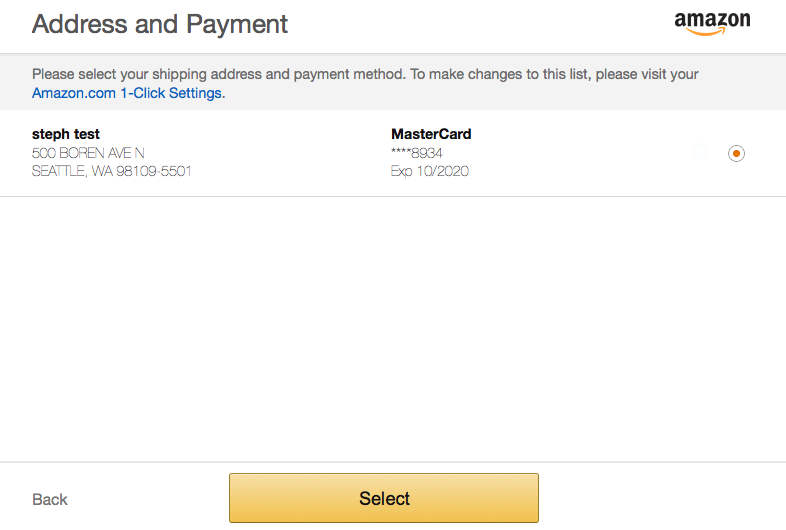 Address and Payment
amazon
Please select your shipping address and payment method. To make changes to this list, please visit your
Amazon.com 1-Click Settings.
steph test
500 BOREN AVE N
SEATTLE, WA 98109-5501
MasterCard
****8934
Exp 10/2020
Back
Select